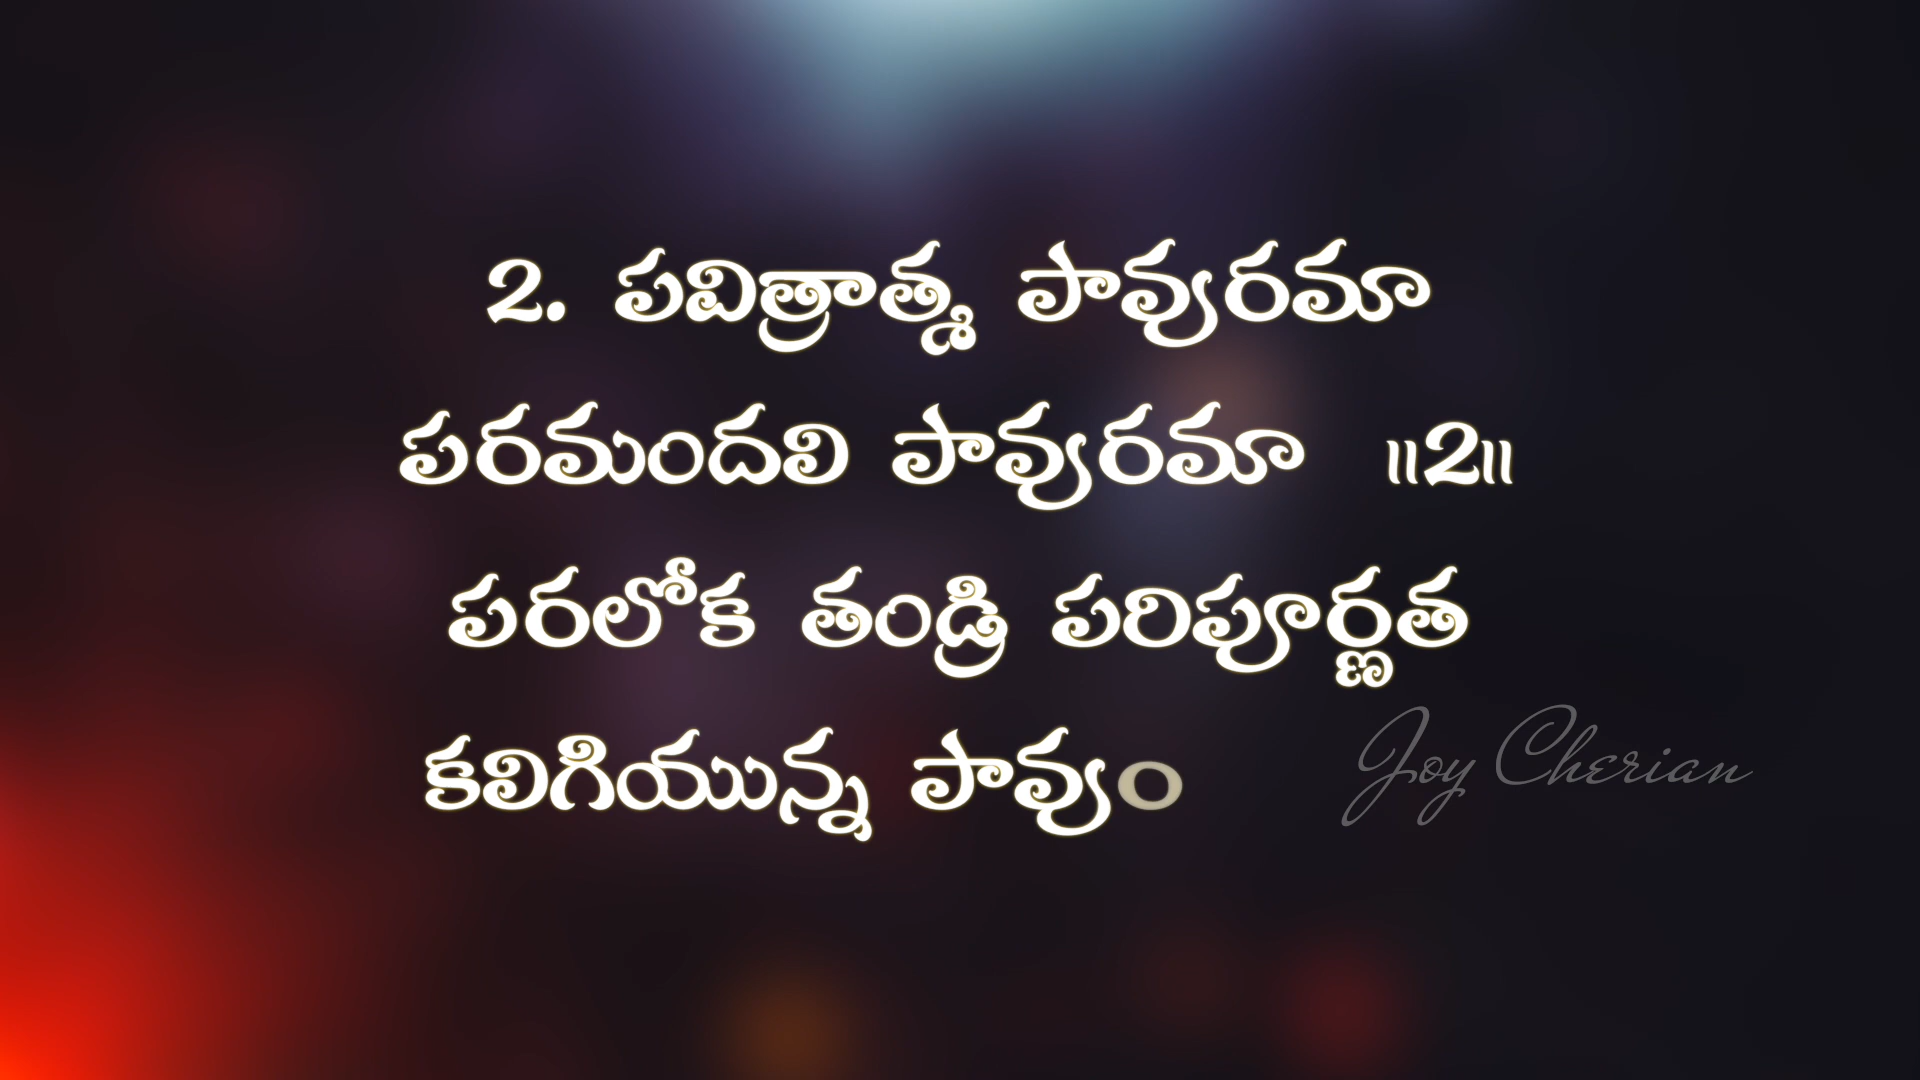 2. పవిత్రాత్మ పావురమా
పరమందలి పావురమా ॥2॥
పరలోక తండ్రి పరిపూర్ణత
కలిగియున్న పావుం
Joy Cherian